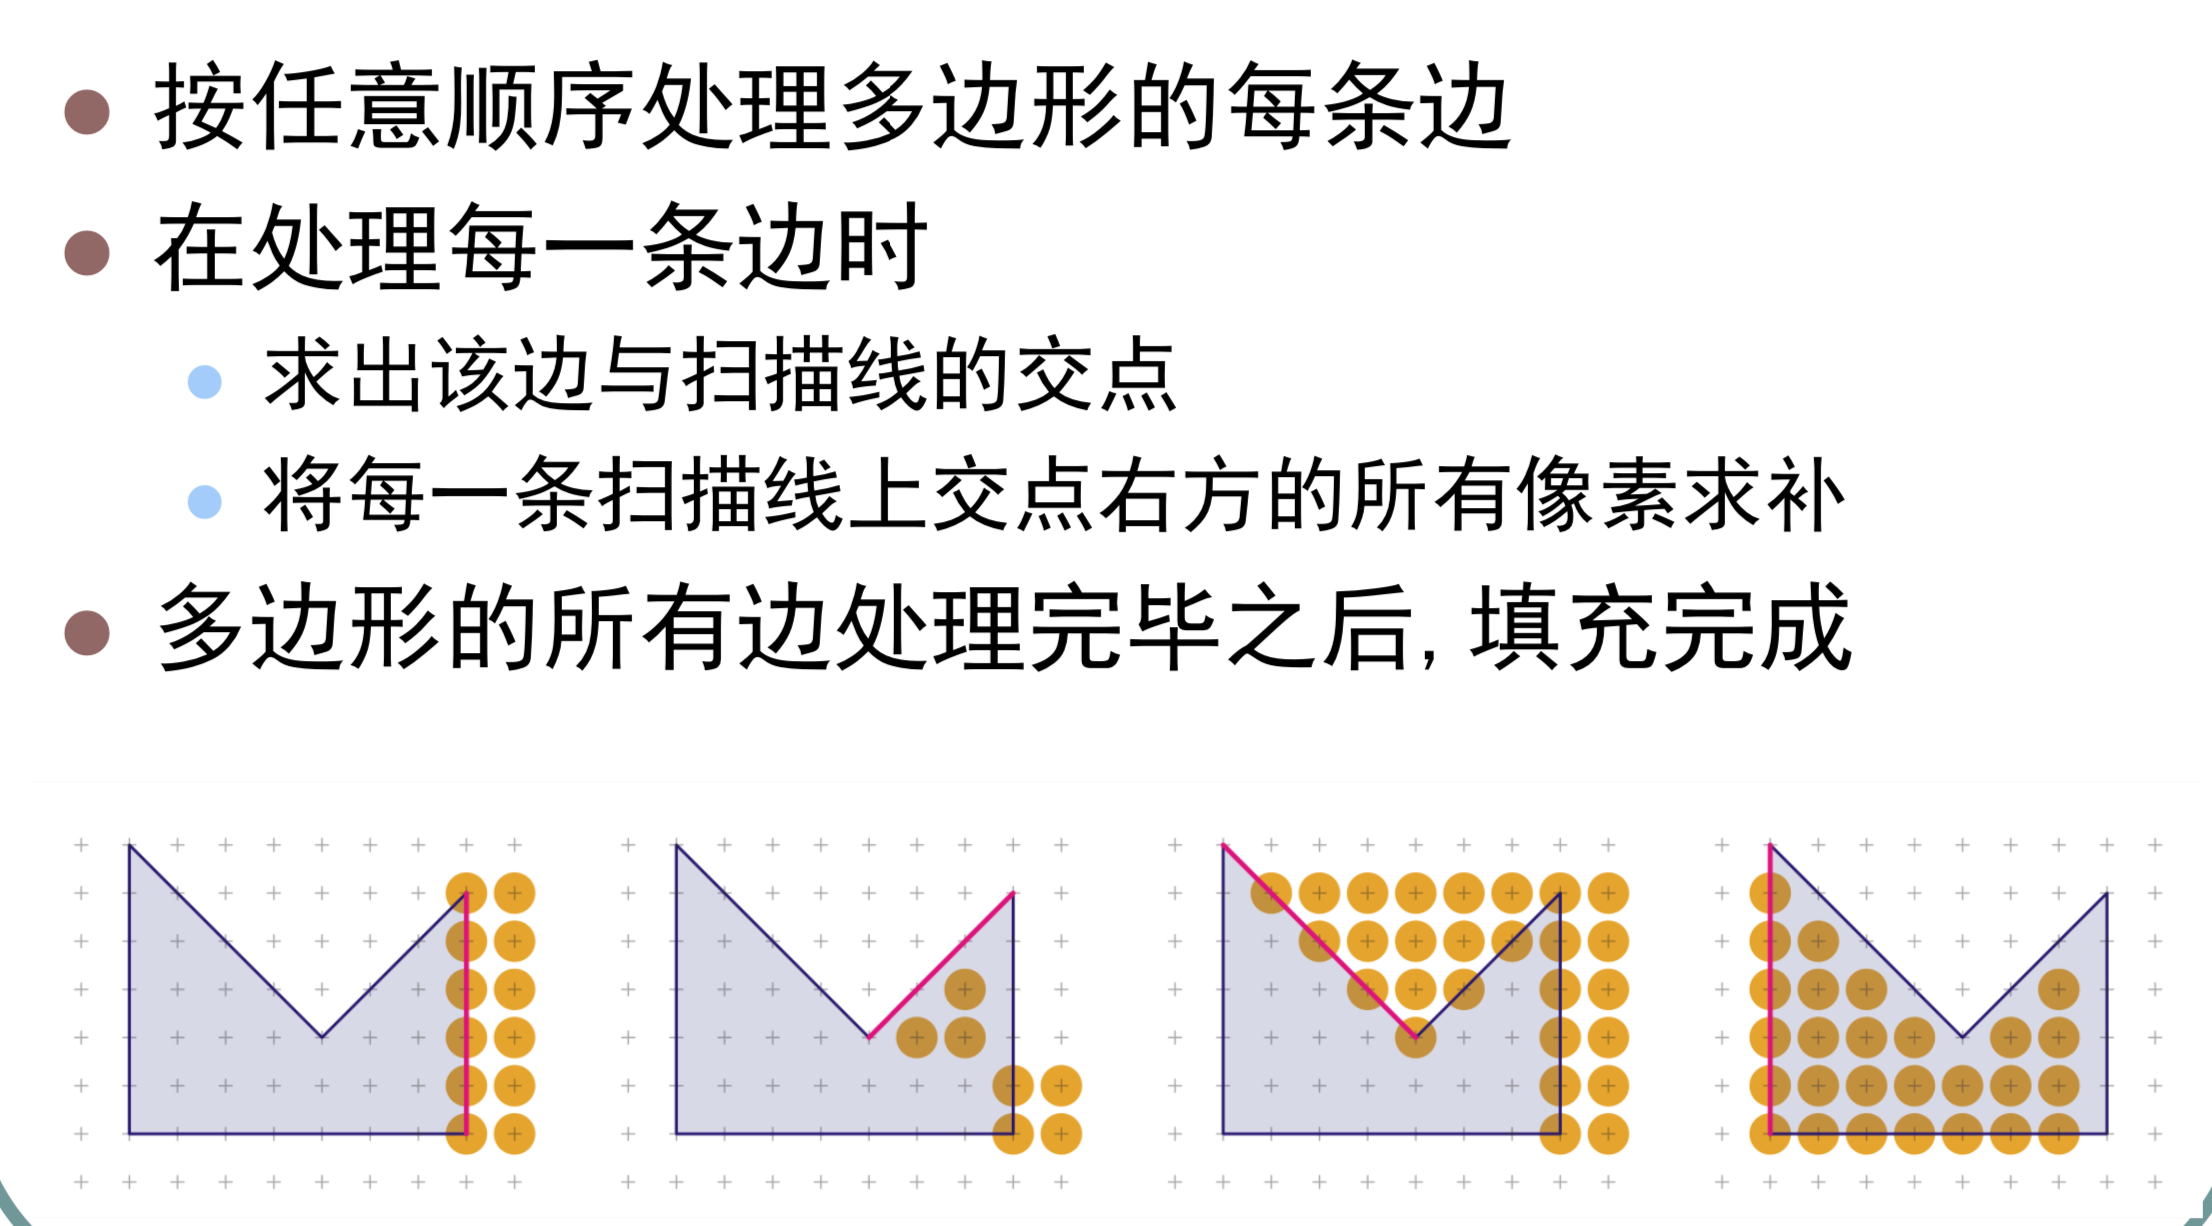 按任意顺序处理多边形的每条边
在处理每一条边时
求出该边与扫描线的交点
将每一条扫描线上交点右方的所有像素求补
多边形的所有边处理完毕之后, 填充完成